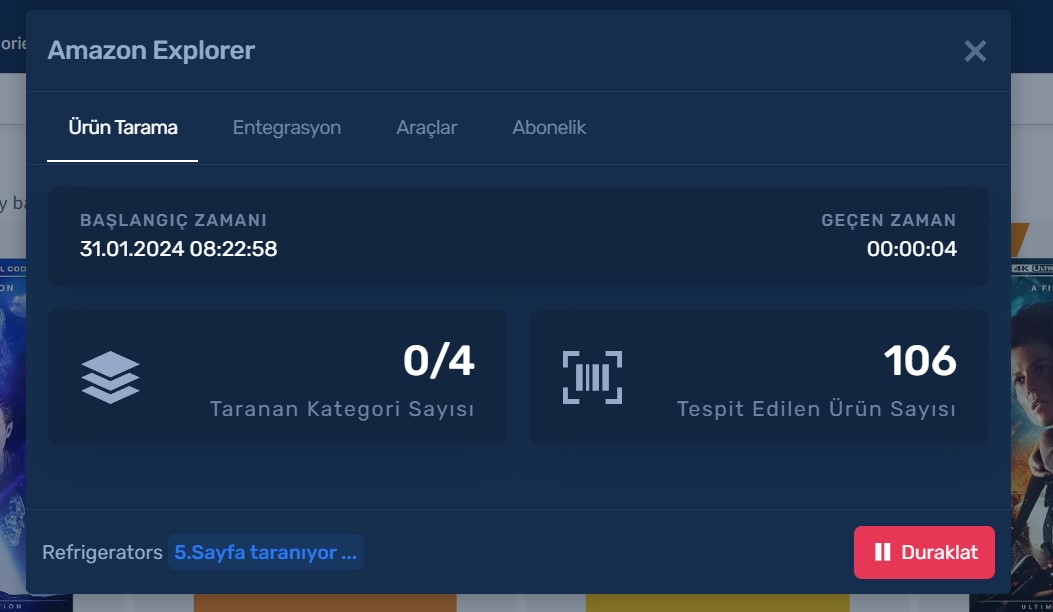 Amazon Explorer
Ürün Tarama Entegrasyon Araçlar Abonelik
BAŞLANGIÇ ZAMANI GEÇEN ZAMAN
31.01.2024 08:22:58 00:00:04
0/4 106
Taranan Kategori Sayısı Tespit Edilen Ürün Sayısı
Refrigerators 5.Sayfa taranıyor ... Duraklat